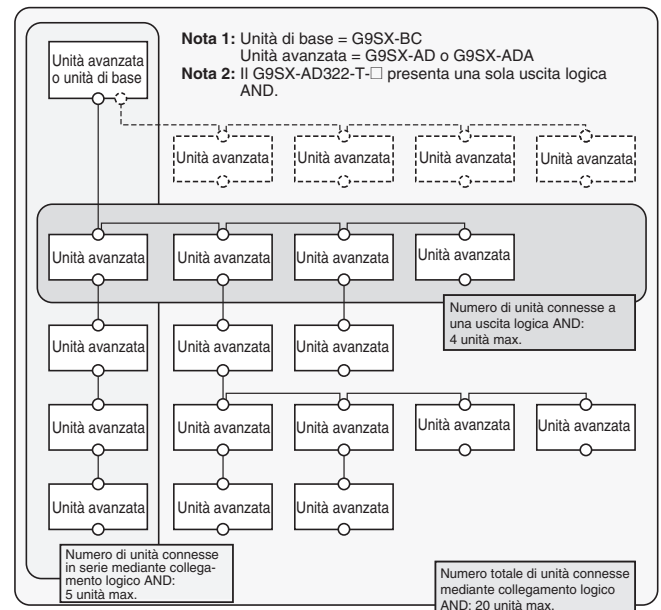 Unità avanzata
o unità di base
Nota 1: Unità di base = G9SX-BC
Unità avanzata = G9SX-AD o G9SX-ADA
Nota 2: Il G9SX-AD322-T-□ presenta una sola uscita logica
AND.
Unità avanzata
Unità avanzata
Unità avanzata
Unità avanzata
Unità avanzata
Unità avanzata
Unità avanzata
Unità avanzata
Numero di unità connesse a
una uscita logica AND:
4 unità max.
Unità avanzata
Unità avanzata
Unità avanzata
Unità avanzata
Unità avanzata
Unità avanzata
Unità avanzata
Unità avanzata
Unità avanzata
Unità avanzata
Unità avanzata
Numero di unità connesse
in serie mediante collega-
mento logico AND:
5 unità max.
Numero totale di unità connesse
mediante collegamento logico
AND: 20 unità max.